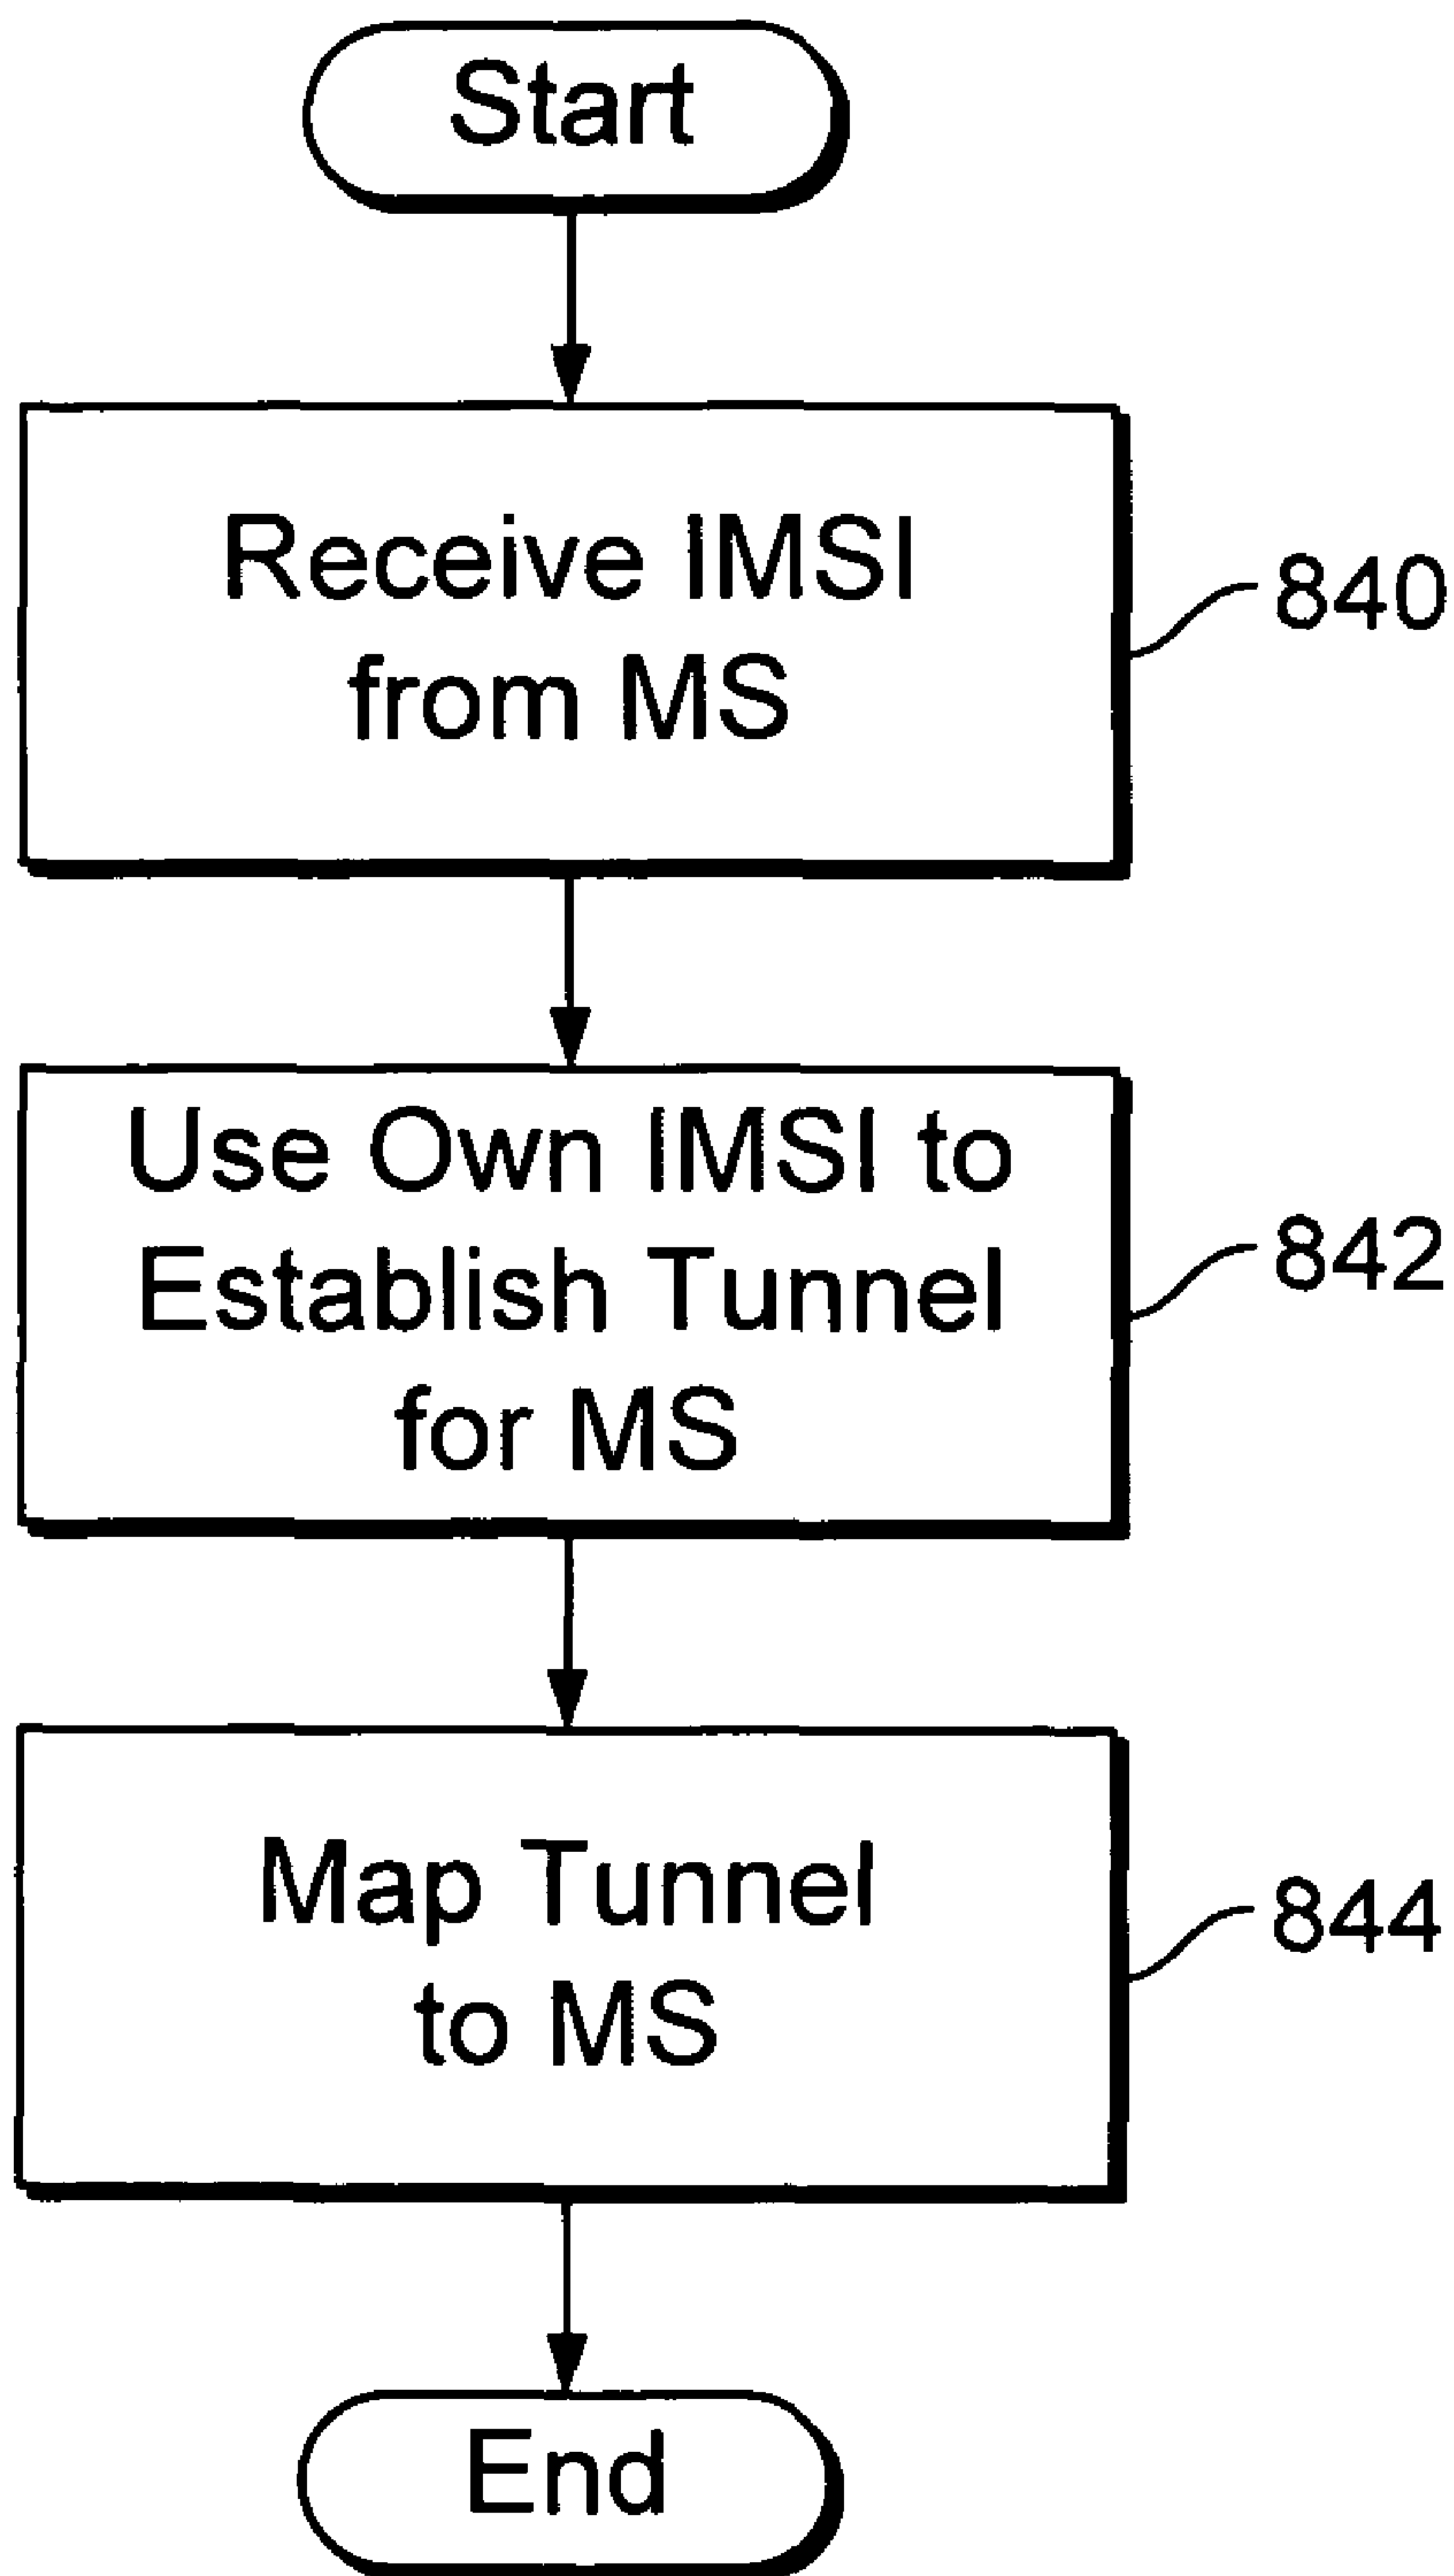 Start
Receive IMSI
from MS
840
Use Own IMSI to
Establish Tunnel
for MS
842
Map Tunnel
to MS
844
End